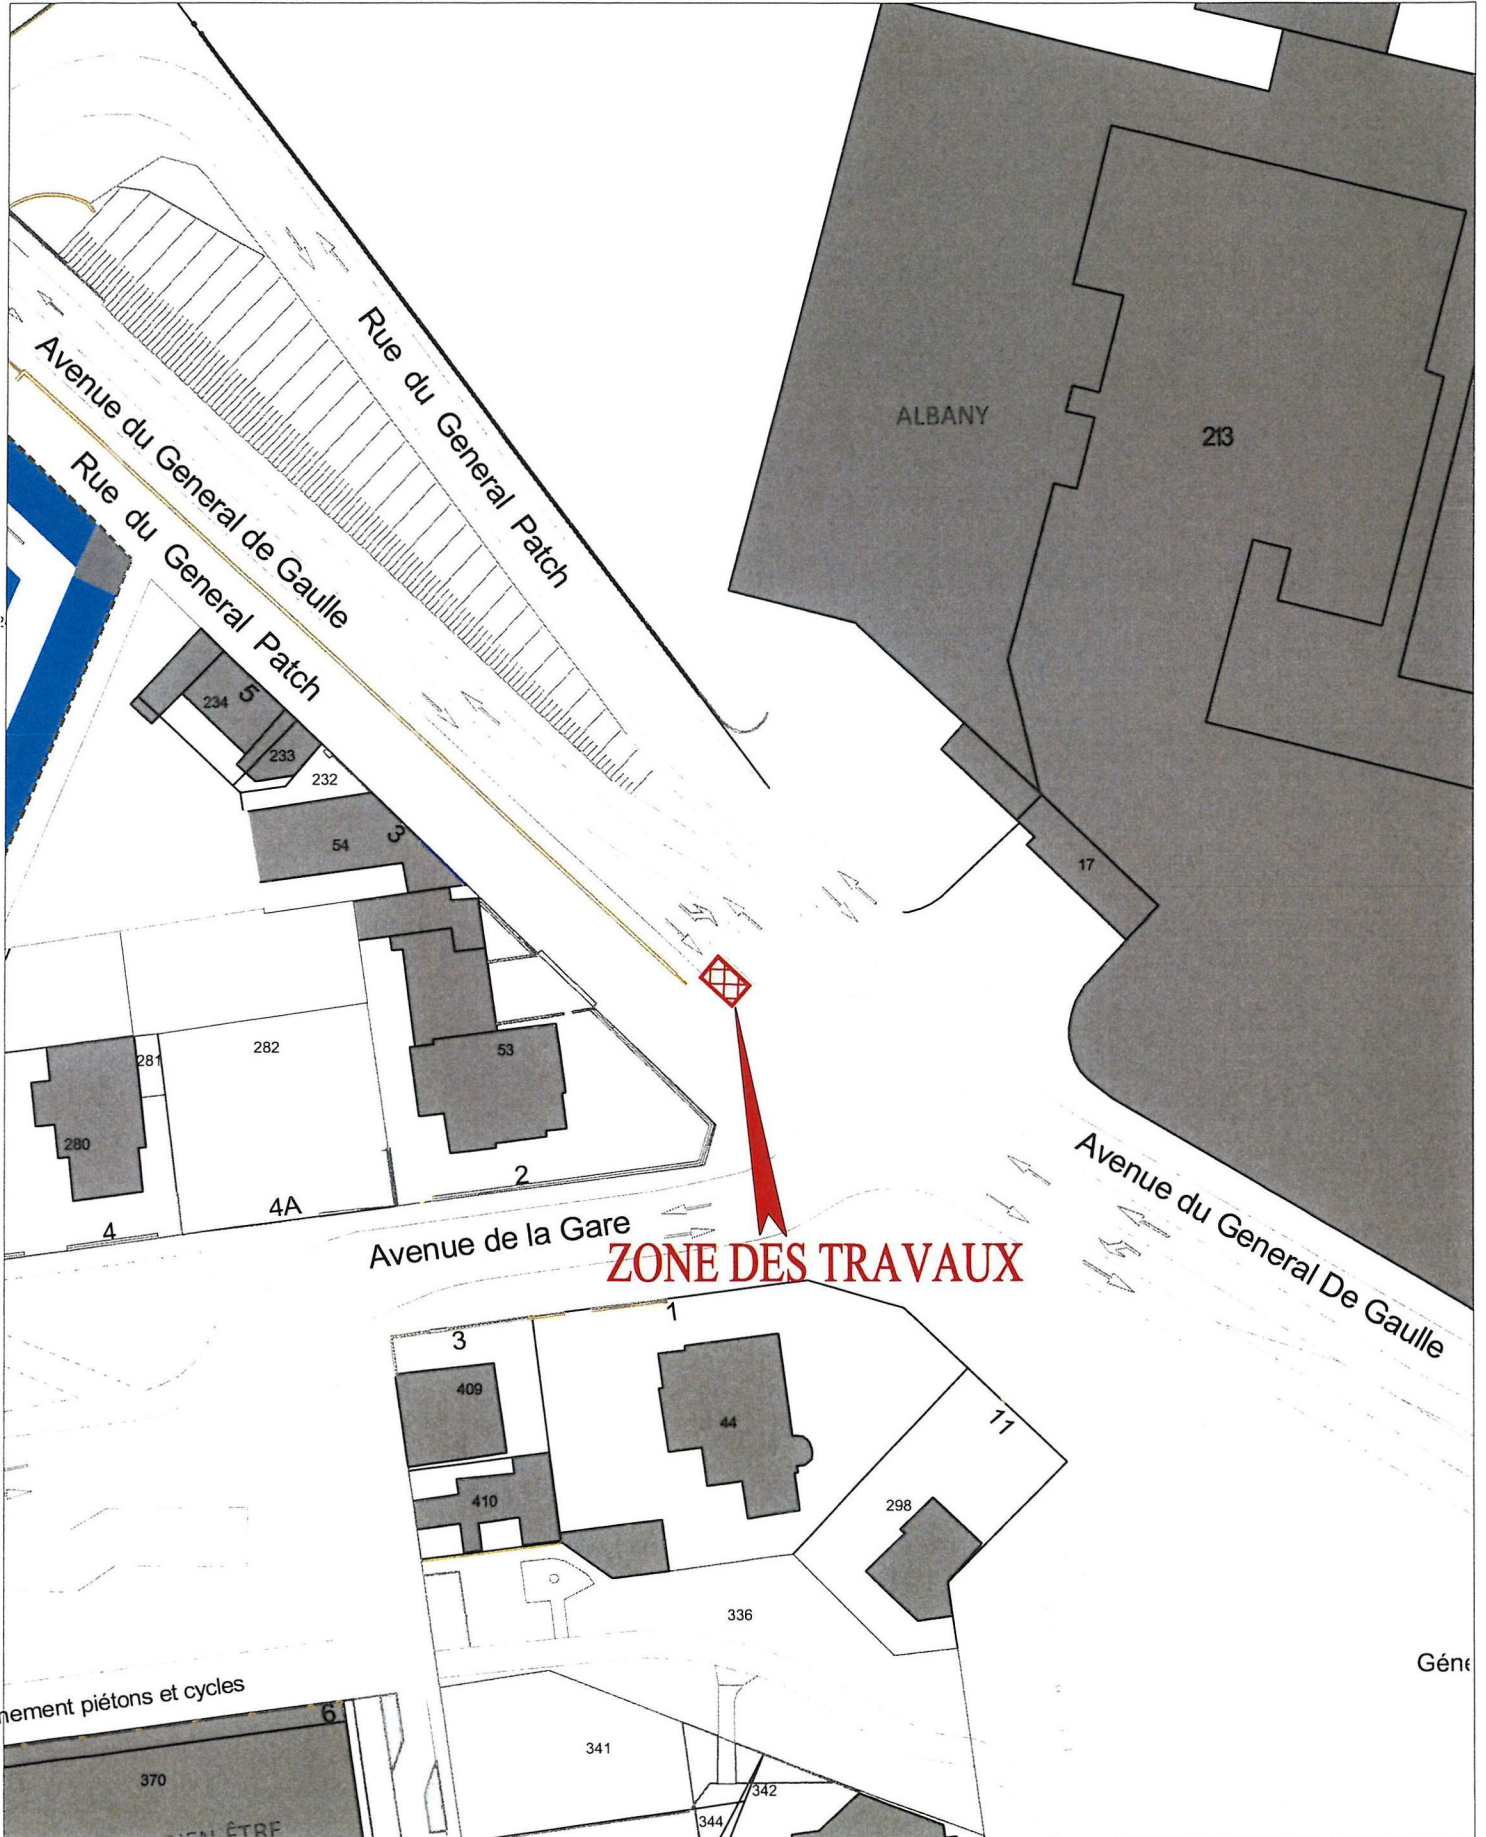 Rue du General Patch
Avenue du General de Gaulle
Rue du General Patch
ALBANY
213
5
234
233
232
3
54
17
53
282
281
280
2
4A
4
Avenue de la Gare
Avenue du General De Gaulle
ZONE DES TRAVAUX
1
3
409
44
11
410
298
336
Géné
nement piétons et cycles
6
341
370
342
344